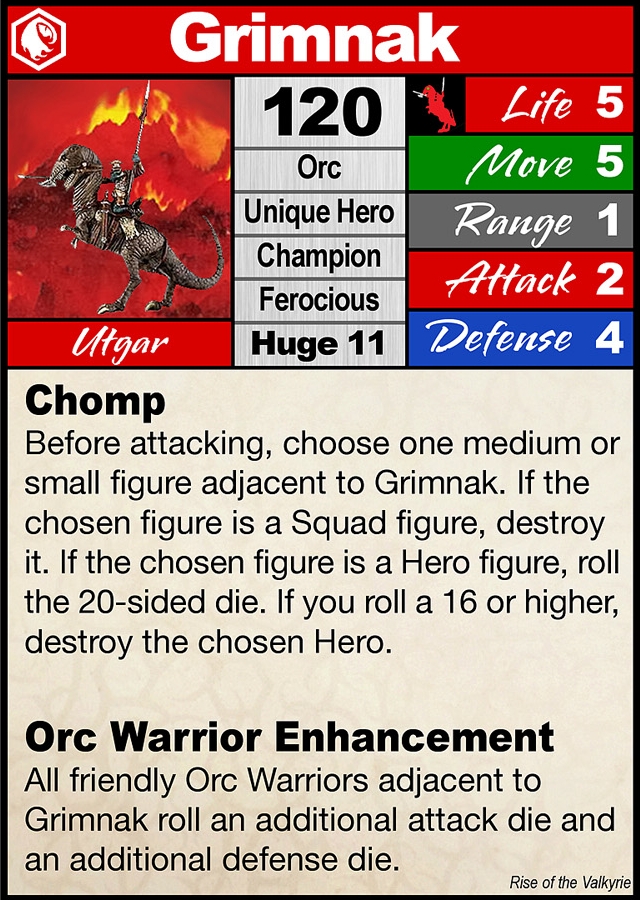 Grimnak
120
Orc
Unique Hero
Champion
Ferocious
Huge 11
Utgar
Life 5
Move 5
Range 1
Attack 2
Defense 4
Chomp
Before attacking, choose one medium or
small figure adjacent to Grimnak. If the
chosen figure is a Squad figure, destroy
it. If the chosen figure is a Hero figure, roll
the 20-sided die. If you roll a 16 or higher,
destroy the chosen Hero.
Orc Warrior Enhancement
All friendly Orc Warriors adjacent to
Grimnak roll an additional attack die and
an additional defense die.
Rise of the Valkyrie